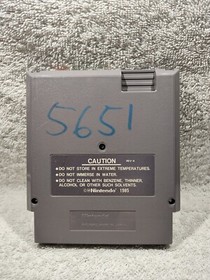 5651
CAUTION REV-A
•DO NOT STORE IN EXTREME TEMPERATURES.
•DO NOT IMMERSE IN WATER.
•DO NOT CLEAN WITH BENZENE, THINNER,
ALCOHOL OR OTHER SUCH SOLVENTS.
©Nintendo 1985